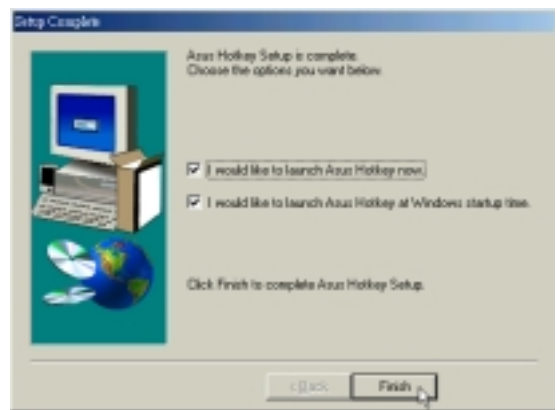 Setup Complete
Asus Hotkey Setup is complete.
Choose the options you want below.
I would like to launch Asus Hotkey now.
I would like to launch Asus Hotkey at Windows startup time.
Click Finish to complete Asus Hotkey Setup.
< Back
Finish